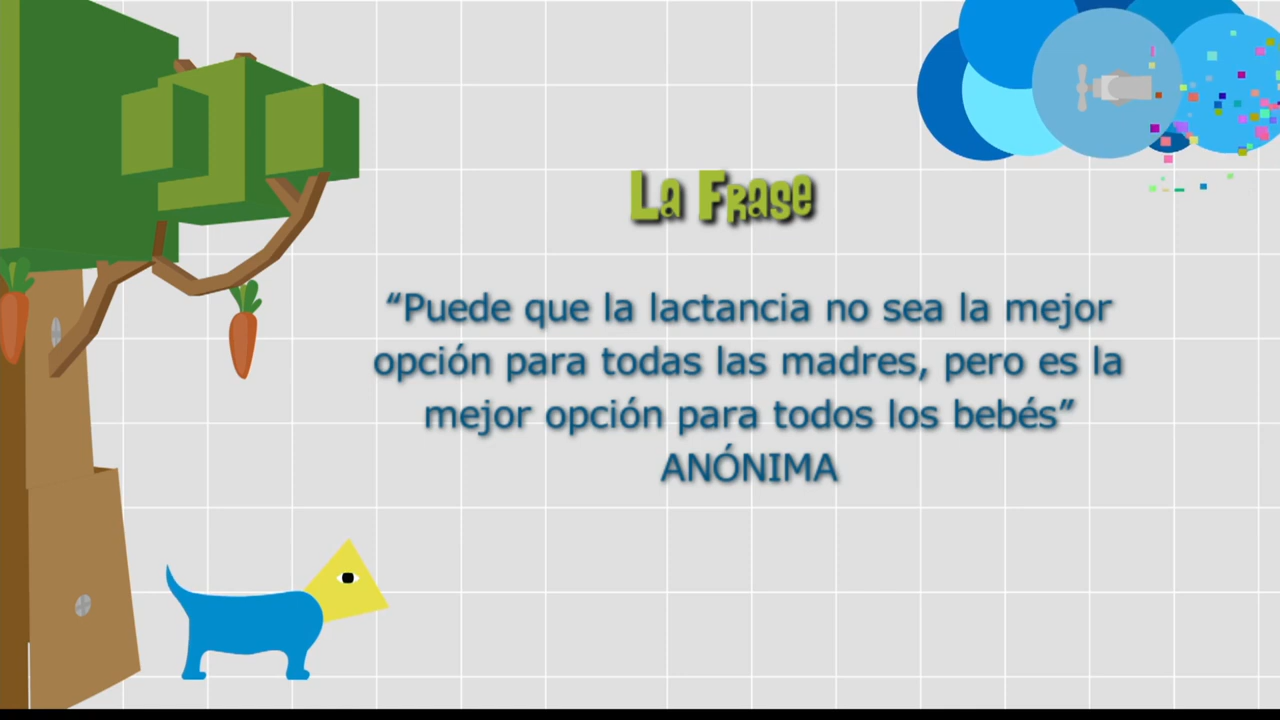 La Frase
“Puede que la lactancia no sea la mejor
opción para todas las madres, pero es la
mejor opción para todos los bebés”
ANÓNIMA